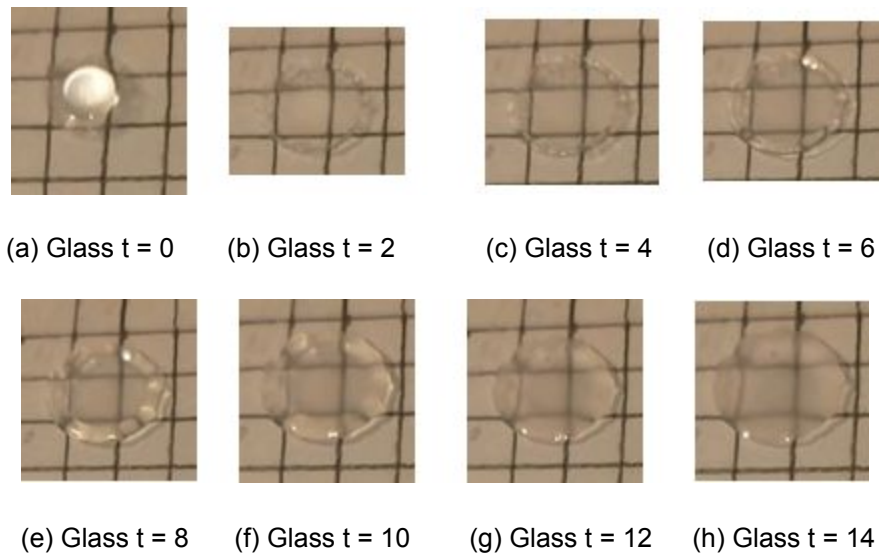 (a) Glass t = 0 (b) Glass t = 2 (c) Glass t = 4 (d) Glass t = 6
(e) Glass t = 8 (f) Glass t = 10 (g) Glass t = 12 (h) Glass t = 14